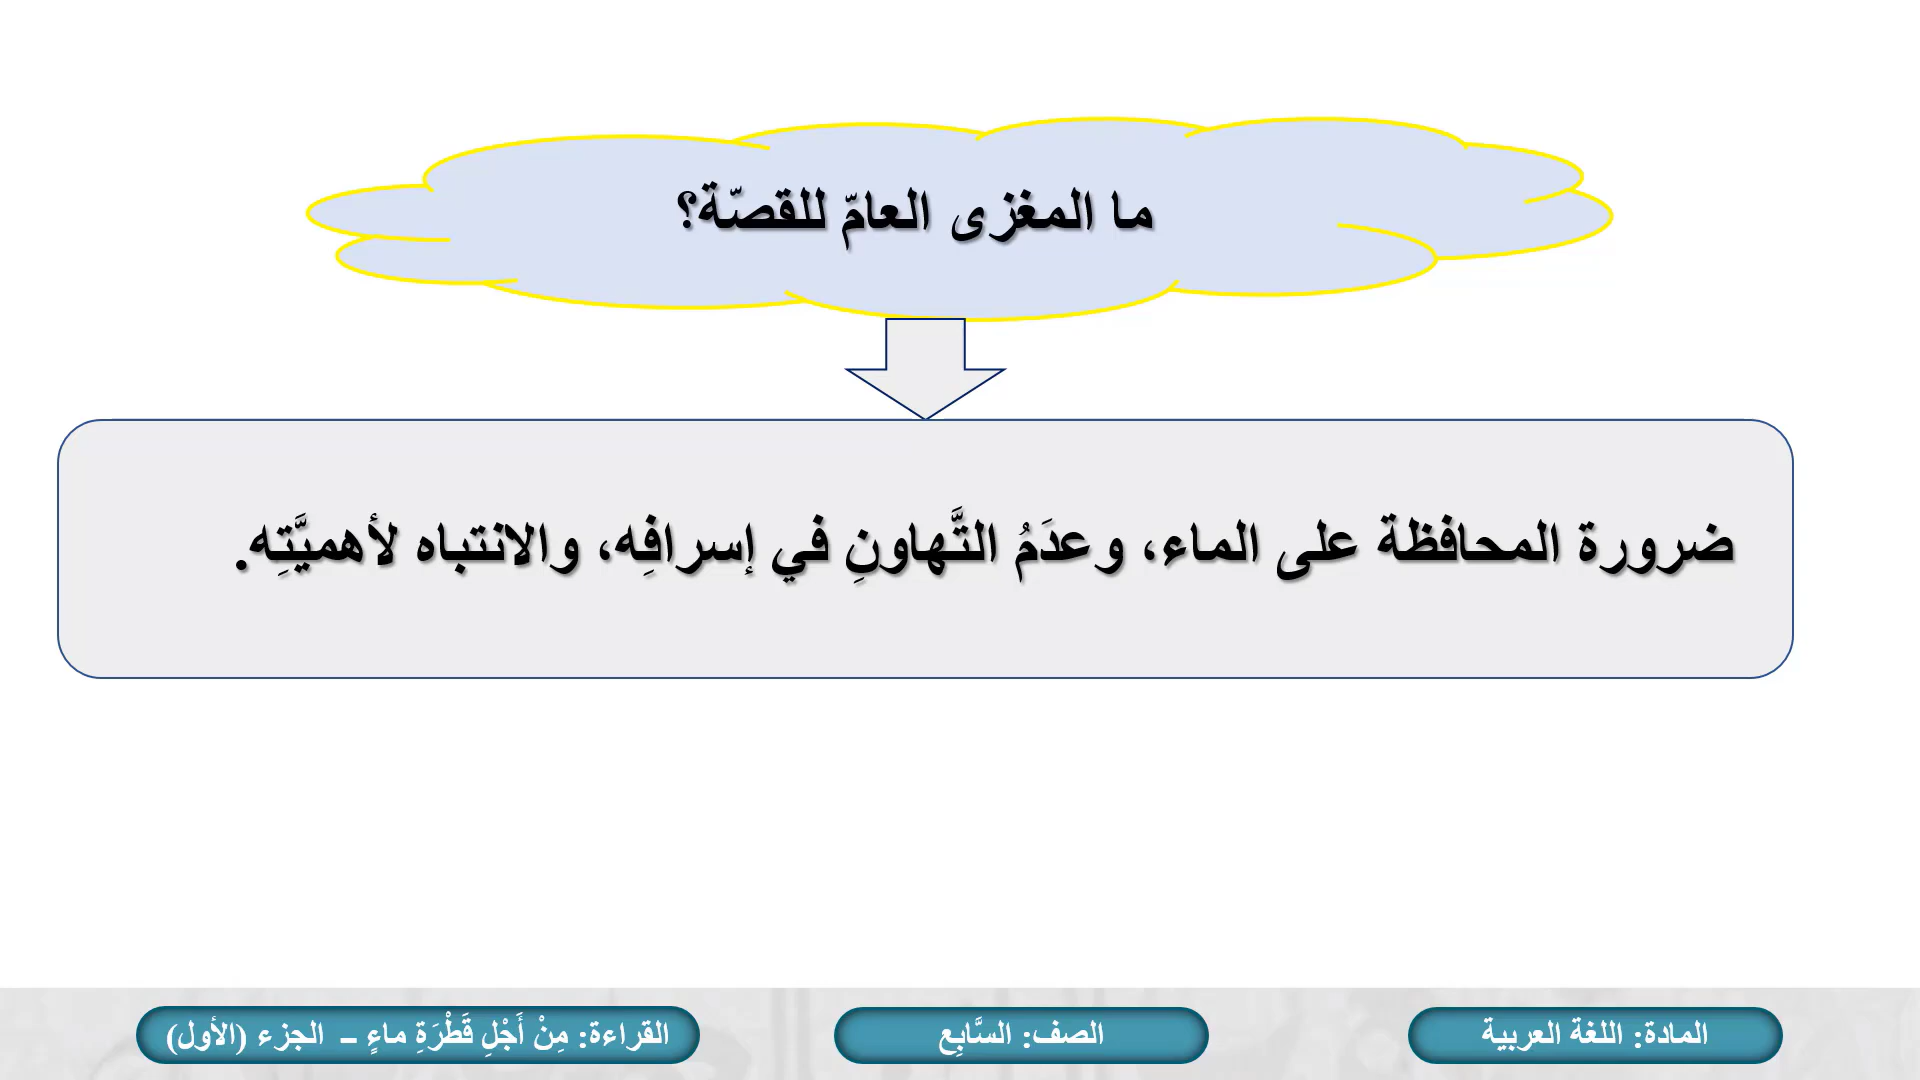 ما المغزى العامّ للقصّة؟
ضرورة المحافظة على الماء، وعدَمُ التَّهاونِ في إسرافِه، والانتباه لأهميَّتِه.
المادة: اللغة العربية
الصف: السَّابِع
القراءة: مِنْ أَجْلِ قَطْرَةِ ماءٍ – الجزء (الأول)